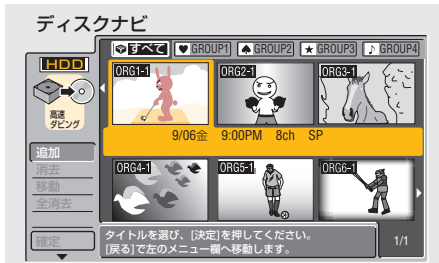 ディスクナビ
すべて GROUP1 GROUP2 GROUP3 GROUP4
HDD
高速
ダビング
ORG1-1 ORG2-1 ORG3-1
9/06金 9:00PM 8ch SP
追加
消去
移動
全消去
確定
ORG4-1 ORG5-1 ORG6-1
タイトルを選び、[決定]を押してください。
[戻る]で左のメニュー欄へ移動します。
1/1